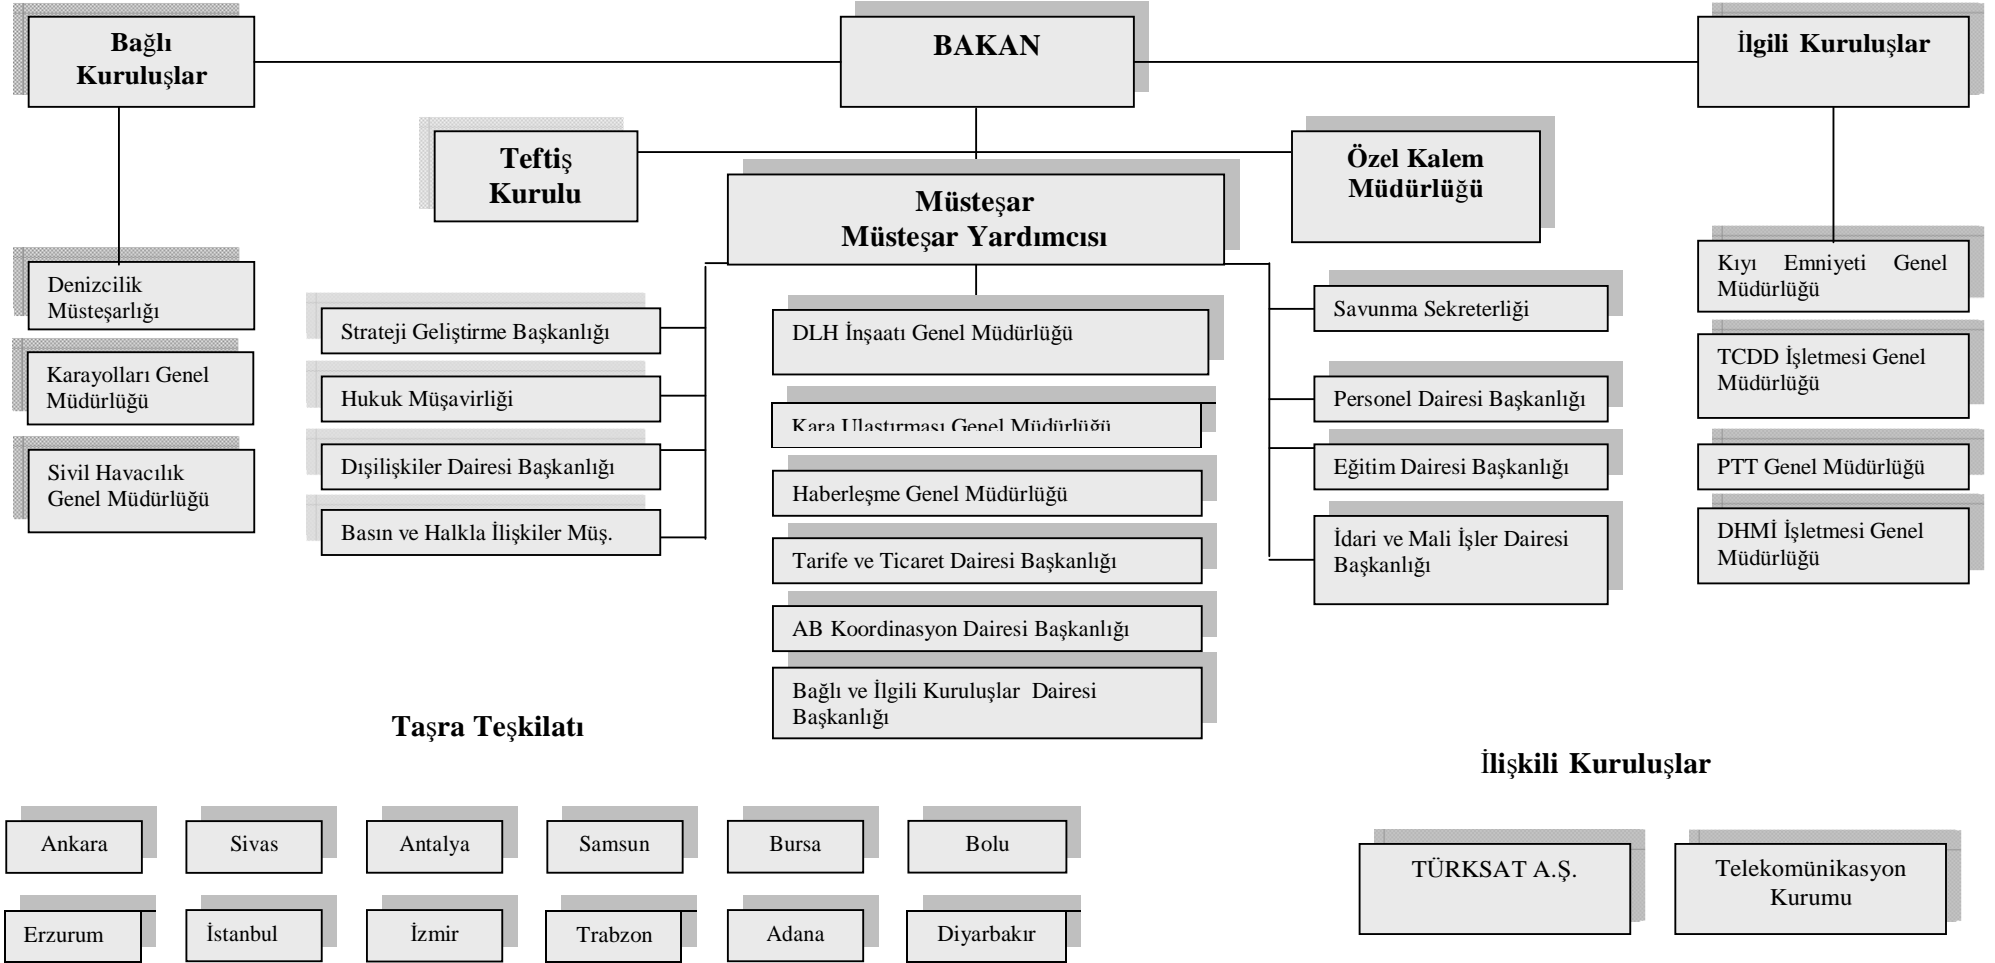 Bağlı
Kuruluşlar
BAKAN
İlgili Kuruluşlar
Teftiş
Kurulu
Özel Kalem
Müdürlüğü
Müsteşar
Müsteşar Yardımcısı
Denizcilik
Müsteşarlığı
Karayolları Genel
Müdürlüğü
Sivil Havacılık
Genel Müdürlüğü
Strateji Geliştirme Başkanlığı
Hukuk Müşavirliği
Dışilişkiler Dairesi Başkanlığı
Basın ve Halkla İlişkiler Müş.
DLH İnşaatı Genel Müdürlüğü
Kara Ulaştırması Genel Müdürlüğü
Haberleşme Genel Müdürlüğü
Tarife ve Ticaret Dairesi Başkanlığı
AB Koordinasyon Dairesi Başkanlığı
Bağlı ve İlgili Kuruluşlar Dairesi
Başkanlığı
Savunma Sekreterliği
Personel Dairesi Başkanlığı
Eğitim Dairesi Başkanlığı
İdari ve Mali İşler Dairesi
Başkanlığı
Kıyı Emniyeti Genel
Müdürlüğü
TCDD İşletmesi Genel
Müdürlüğü
PTT Genel Müdürlüğü
DHMİ İşletmesi Genel
Müdürlüğü
Taşra Teşkilatı
Ankara
Sivas
Antalya
Samsun
Bursa
Bolu
Erzurum
İstanbul
İzmir
Trabzon
Adana
Diyarbakır
İlişkili Kuruluşlar
TÜRKSAT A.Ş.
Telekomünikasyon
Kurumu